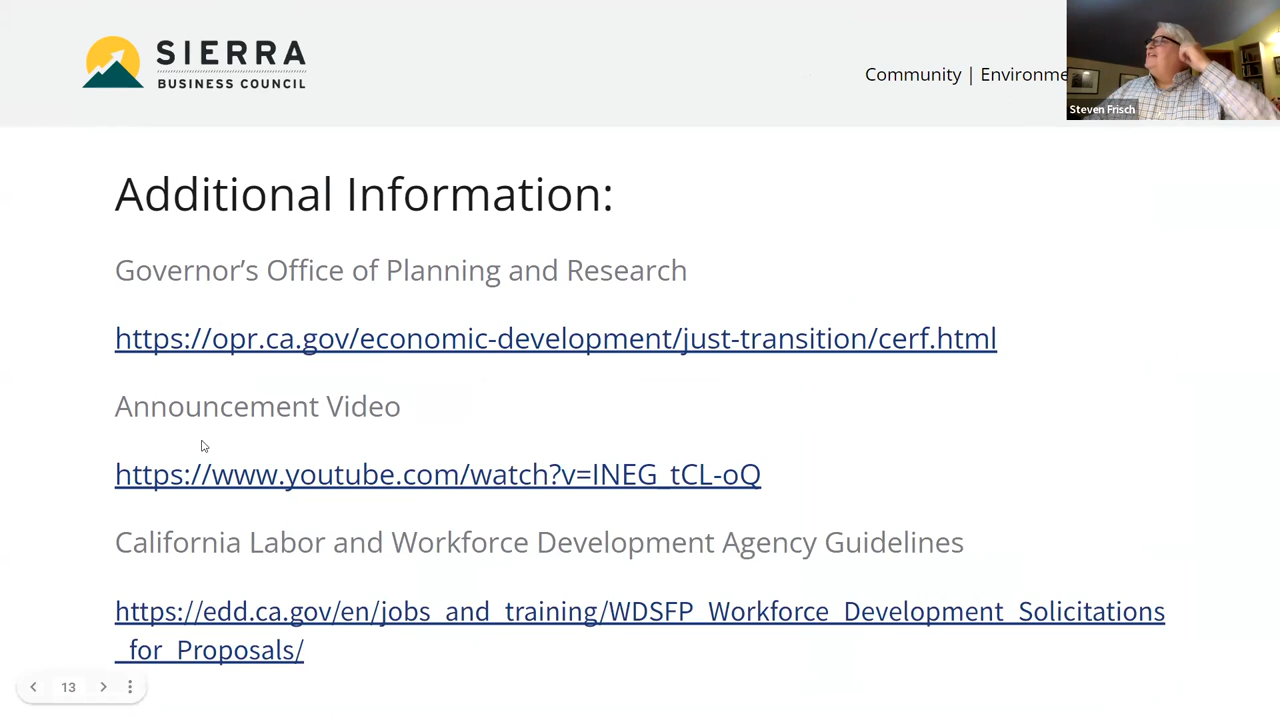 SIERRA
BUSINESS COUNCIL
Community | Environme
Steven Frisch
Additional Information:
Governor’s Office of Planning and Research
https://opr.ca.gov/economic-development/just-transition/cerf.html
Announcement Video
https://www.youtube.com/watch?v=INEG_tCL-oQ
California Labor and Workforce Development Agency Guidelines
https://edd.ca.gov/en/jobs_and_training/WDSFP_Workforce_Development_Solicitations
_for_Proposals/
13